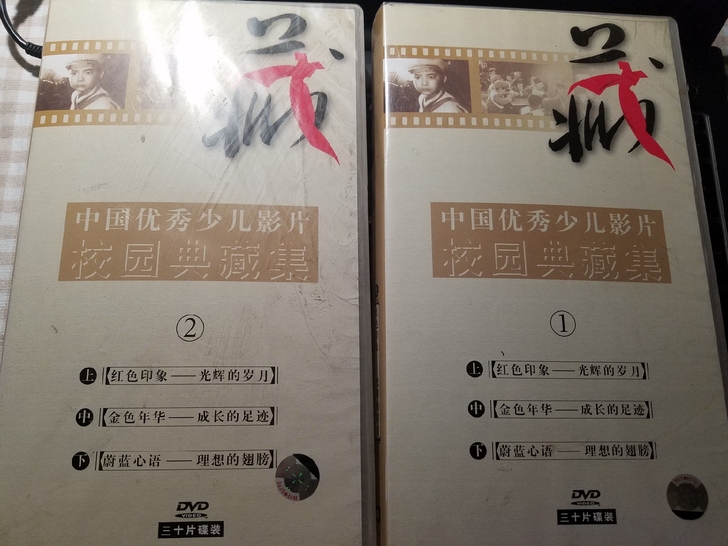 藏
中国优秀少儿影片
校园典藏集
②
上【红色印象——光辉的岁月】
中【金色年华——成长的足迹】
下【蔚蓝心语——理想的翅膀】
DVD
VIDEO
三十片碟装
藏
中国优秀少儿影片
校园典藏集
①
上【红色印象——光辉的岁月】
中【金色年华——成长的足迹】
下【蔚蓝心语——理想的翅膀】
DVD
VIDEO
三十片碟装